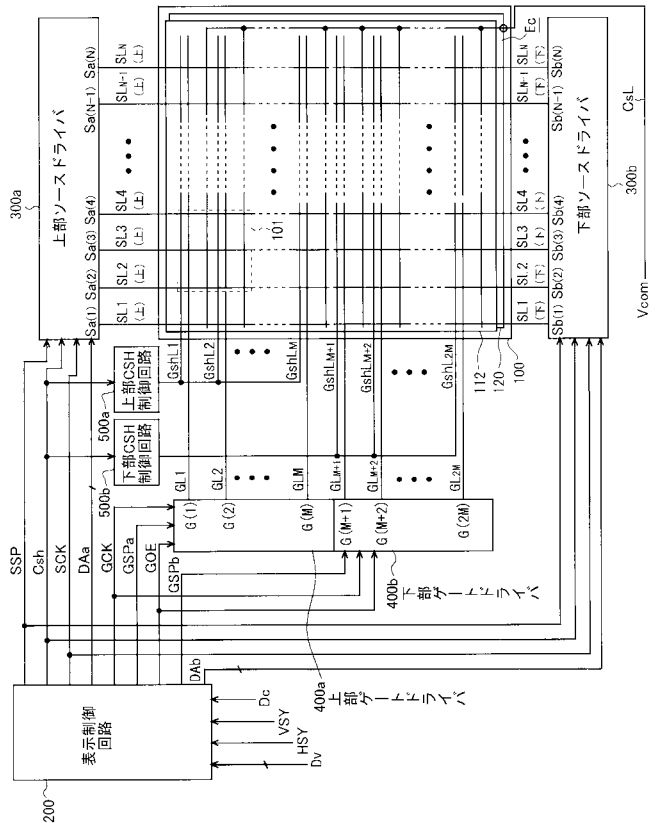 300a
上部ソースドライバ
Sa(1)
Sa(2)
Sa(3)
Sa(4)
Sa(N-1)
Sa(N)
SL1
(上)
SL2
(上)
SL3
(上)
SL4
(上)
SLN-1
(上)
SLN
(上)
Ec
101
SSP
Csh
SCK
DAa
GCK
GSPa
GOE
GSPb
DAb
500a
上部CSH
制御回路
500b
下部CSH
制御回路
GshL1
GshL2
GshLM
GshLM+1
GshLM+2
GshL2M
GL1
GL2
GLM
GLM+1
GLM+2
GL2M
G(1)
G(2)
G(M)
G(M+1)
G(M+2)
G(2M)
400a
上部ゲートドライバ
400b
下部ゲートドライバ
112
120
100
SL1
(下)
SL2
(下)
SL3
(下)
SL4
(下)
SLN-1
(下)
SLN
(下)
Sb(1)
Sb(2)
Sb(3)
Sb(4)
Sb(N-1)
Sb(N)
下部ソースドライバ
300b
CsL
Vcom
200
表示制御
回路
Dc
VSY
HSY
Dv